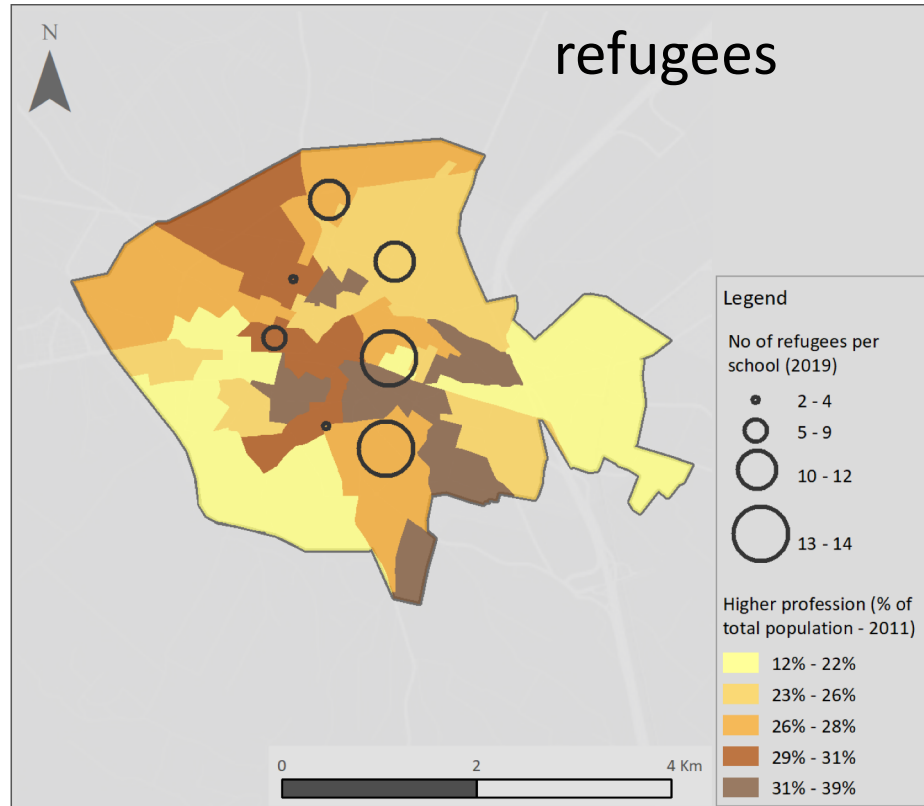 refugees
N
Legend
No of refugees per
school (2019)
2 - 4
5 - 9
10 - 12
13 - 14
Higher profession (% of
total population - 2011)
12% - 22%
23% - 26%
26% - 28%
29% - 31%
31% - 39%
0 2 4 Km